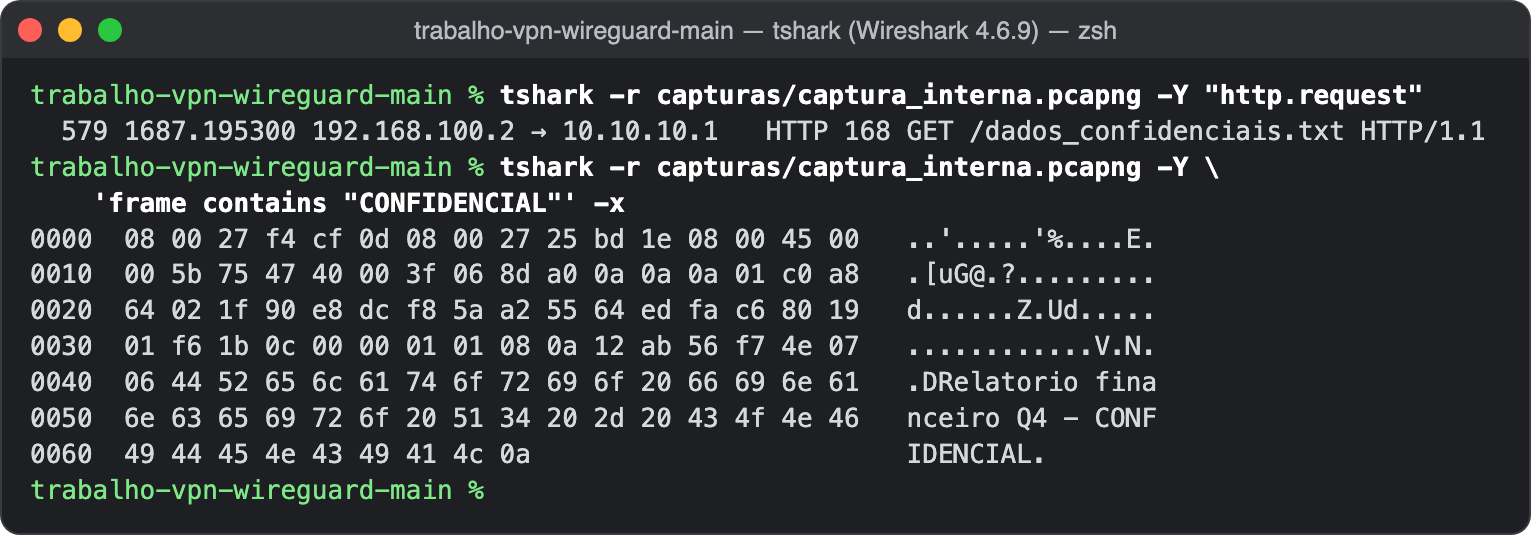 trabalho-vpn-wireguard-main — tshark (Wireshark 4.6.9) — zsh
trabalho-vpn-wireguard-main % tshark -r capturas/captura_interna.pcapng -Y "http.request"
  579 1687.195300 192.168.100.2 → 10.10.10.1   HTTP 168 GET /dados_confidenciais.txt HTTP/1.1
trabalho-vpn-wireguard-main % tshark -r capturas/captura_interna.pcapng -Y \
    'frame contains "CONFIDENCIAL"' -x
0000  08 00 27 f4 cf 0d 08 00 27 25 bd 1e 08 00 45 00   ..'.....'%....E.
0010  00 5b 75 47 40 00 3f 06 8d a0 0a 0a 0a 01 c0 a8   .[uG@.?.........
0020  64 02 1f 90 e8 dc f8 5a a2 55 64 ed fa c6 80 19   d......Z.Ud.....
0030  01 f6 1b 0c 00 00 01 01 08 0a 12 ab 56 f7 4e 07   ............V.N.
0040  06 44 52 65 6c 61 74 6f 72 69 6f 20 66 69 6e 61   .DRelatorio fina
0050  6e 63 65 69 72 6f 20 51 34 20 2d 20 43 4f 4e 46   nceiro Q4 - CONF
0060  49 44 45 4e 43 49 41 4c 0a                        IDENCIAL.
trabalho-vpn-wireguard-main %